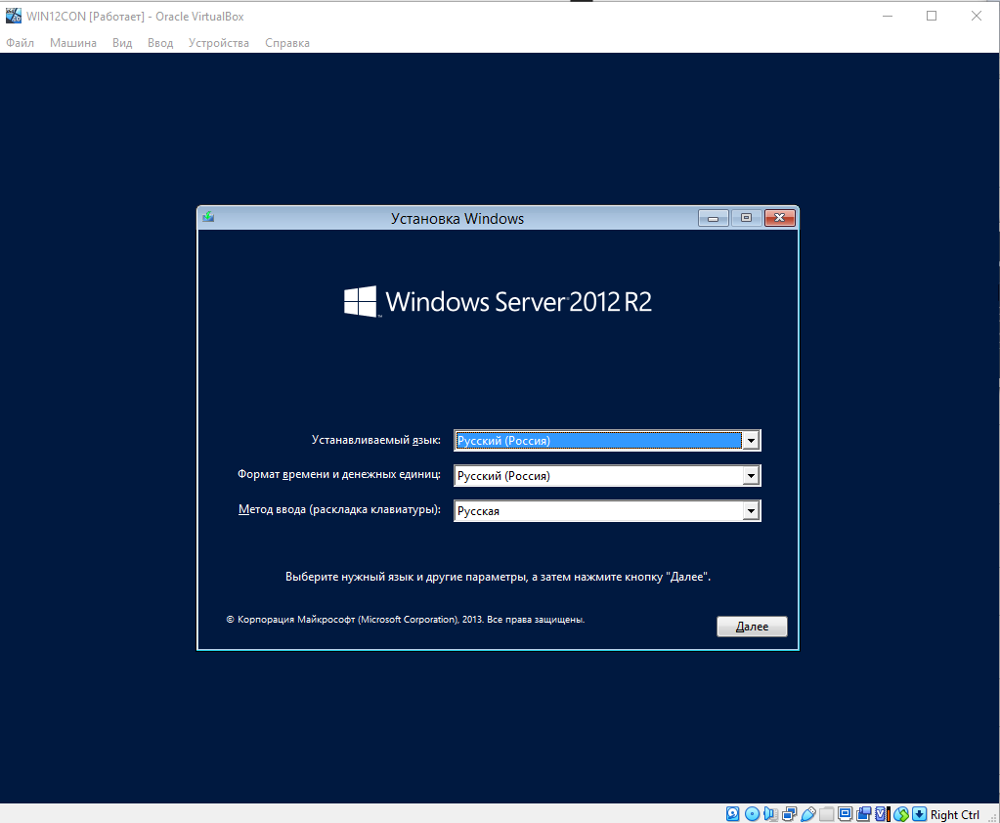 WIN12CON [Работает] - Oracle VirtualBox
Файл Машина Вид Ввод Устройства Справка
Установка Windows
Windows Server 2012 R2
Устанавливаемый язык: Русский (Россия)
Формат времени и денежных единиц: Русский (Россия)
Метод ввода (раскладка клавиатуры): Русская
Выберите нужный язык и другие параметры, а затем нажмите кнопку "Далее".
© Корпорация Майкрософт (Microsoft Corporation), 2013. Все права защищены.
Далее
Right Ctrl